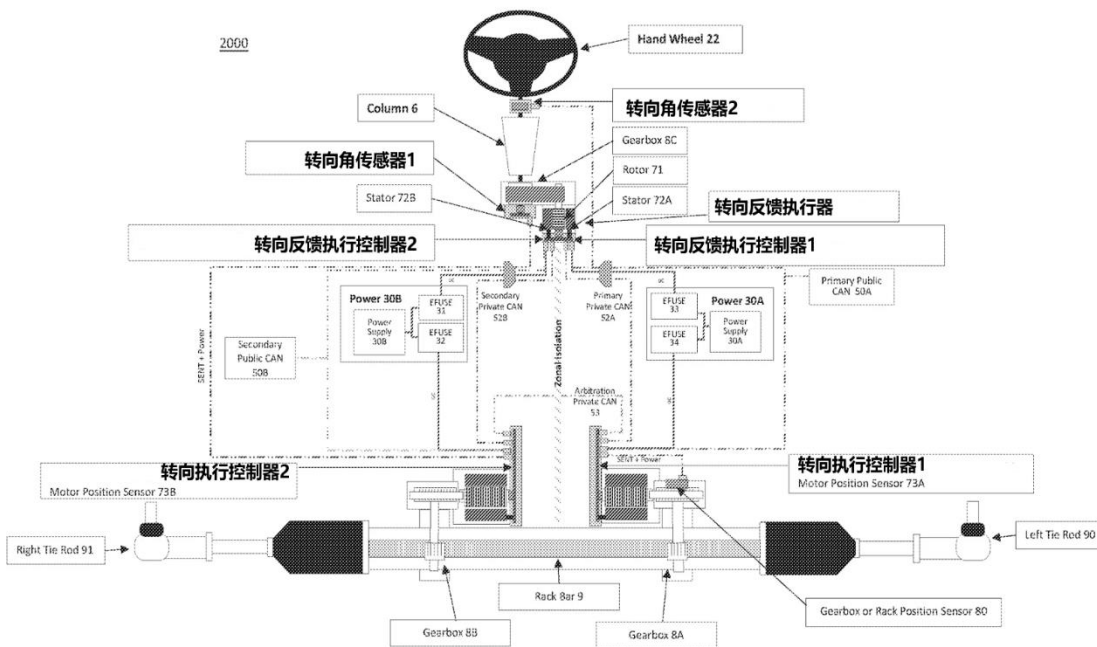 2000
Hand Wheel 22
转向角传感器2
Column 6
Gearbox 8C
转向角传感器1
Rotor 71
Stator 72B
Stator 72A
转向反馈执行器
转向反馈执行控制器2
转向反馈执行控制器1
Primary Public
CAN 50A
Secondary
Private CAN
52B
Primary
Private CAN
52A
Power 30B
EFUSE
31
Power
Supply
30B
EFUSE
32
EFUSE
33
Power 30A
EFUSE
34
Power
Supply
30A
Secondary
Public CAN
50B
SENT + Power
Zonal Isolation
Arbitration
Private CAN
53
转向执行控制器2
Motor Position Sensor 73B
SENT + Power
转向执行控制器1
Motor Position Sensor 73A
Right Tie Rod 91
Left Tie Rod 90
Rack Bar 9
Gearbox or Rack Position Sensor 80
Gearbox 8B
Gearbox 8A